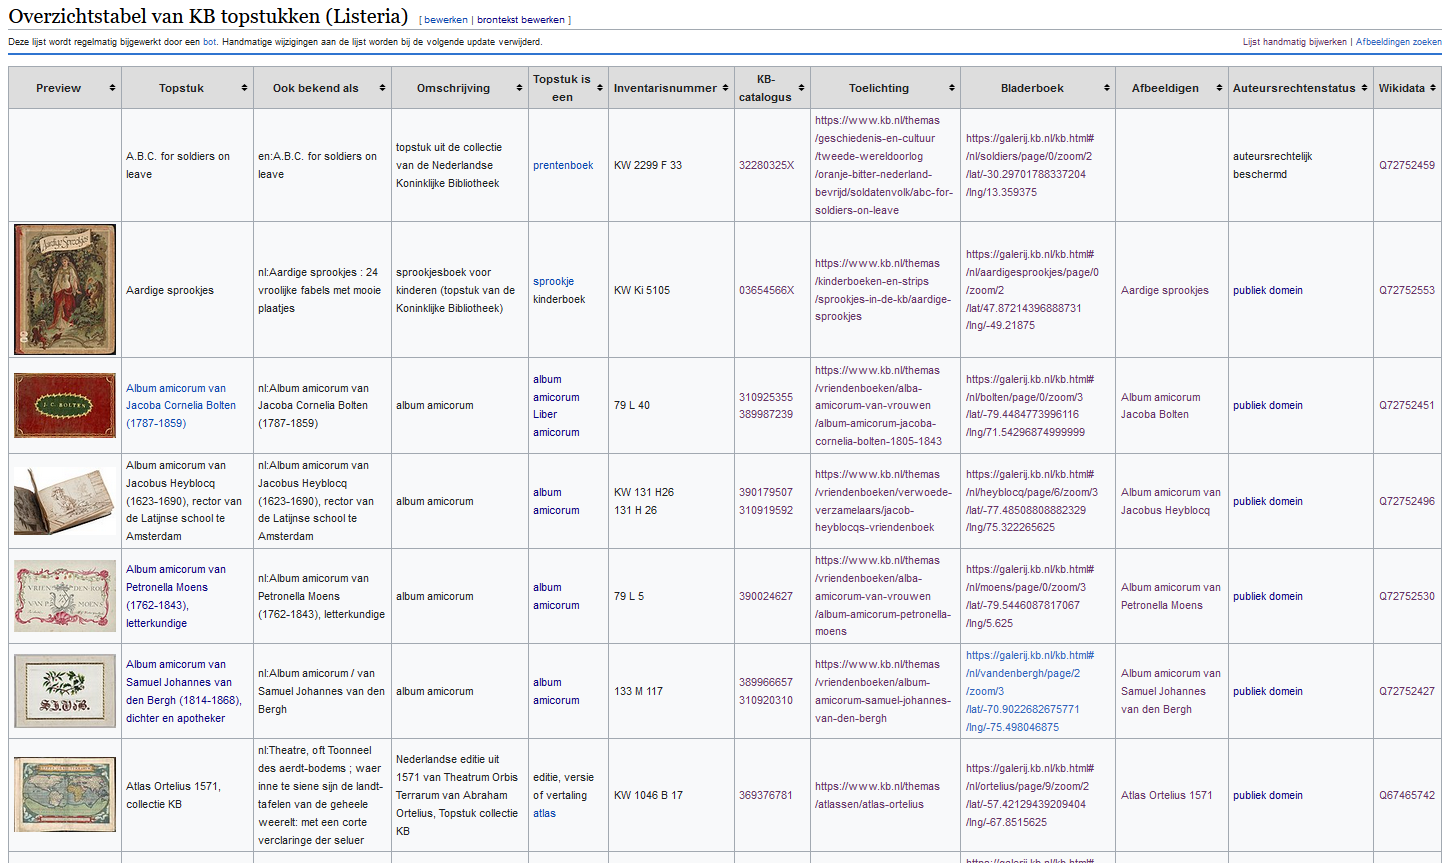 Overzichtstabel van KB topstukken (Listeria) [ bewerken | brontekst bewerken ]
Deze lijst wordt regelmatig bijgewerkt door een bot. Handmatige wijzigingen aan de lijst worden bij de volgende update verwijderd.
Lijst handmatig bijwerken | Afbeeldingen zoeken
Preview
Topstuk
Ook bekend als
Omschrijving
Topstuk is
een
Inventarisnummer
KB-
catalogus
Toelichting
Bladerboek
Afbeeldigen
Auteursrechtenstatus
Wikidata
A.B.C. for soldiers on
leave
en:A.B.C. for soldiers on
leave
topstuk uit de collectie
van de Nederlandse
Koninklijke Bibliotheek
prentenboek
KW 2299 F 33
32280325X
https://www.kb.nl/themas
/geschiedenis-en-cultuur
/tweede-wereldoorlog
/oranje-bitter-nederland-
bevrijd/soldatenvolk/abc-for-
soldiers-on-leave
https://galerij.kb.nl/kb.html#
/nl/soldiers/page/0/zoom/2
/lat/-30.29701788337204
/lng/13.359375
auteursrechtelijk
beschermd
Q72752459
Aardige Sprookjes
Aardige sprookjes
nl:Aardige sprookjes : 24
vroolijke fabels met mooie
plaatjes
sprookjesboek voor
kinderen (topstuk van de
Koninklijke Bibliotheek)
sprookje
kinderboek
KW Ki 5105
03654566X
https://www.kb.nl/themas
/kinderboeken-en-strips
/sprookjes-in-de-kb/aardige-
sprookjes
https://galerij.kb.nl/kb.html#
/nl/aardigesprookjes/page/0
/zoom/2
/lat/47.87214396888731
/lng/-49.21875
Aardige sprookjes
publiek domein
Q72752553
J.C. BOLTEN
Album amicorum van
Jacoba Cornelia Bolten
(1787-1859)
nl:Album amicorum van
Jacoba Cornelia Bolten
(1787-1859)
album amicorum
album
amicorum
Liber
amicorum
79 L 40
310925355
389987239
https://www.kb.nl/themas
/vriendenboeken/alba-
amicorum-van-vrouwen
/album-amicorum-jacoba-
cornelia-bolten-1805-1843
https://galerij.kb.nl/kb.html#
/nl/bolten/page/0/zoom/3
/lat/-79.4484773996116
/lng/71.54296874999999
Album amicorum
Jacoba Bolten
publiek domein
Q72752451
Album amicorum van
Jacobus Heyblocq
(1623-1690), rector van
de Latijnse school te
Amsterdam
nl:Album amicorum van
Jacobus Heyblocq
(1623-1690), rector van
de Latijnse school te
Amsterdam
album amicorum
album
amicorum
KW 131 H26
131 H 26
390179507
310919592
https://www.kb.nl/themas
/vriendenboeken/verwoede-
verzamelaars/jacob-
heyblocqs-vriendenboek
https://galerij.kb.nl/kb.html#
/nl/heyblocq/page/6/zoom/3
/lat/-77.48508808882329
/lng/75.322265625
Album amicorum van
Jacobus Heyblocq
publiek domein
Q72752496
VRIENDEN-ROL
VAN P. MOENS
Album amicorum van
Petronella Moens
(1762-1843),
letterkundige
nl:Album amicorum van
Petronella Moens
(1762-1843), letterkundige
album amicorum
album
amicorum
79 L 5
390024627
https://www.kb.nl/themas
/vriendenboeken/alba-
amicorum-van-vrouwen
/album-amicorum-petronella-
moens
https://galerij.kb.nl/kb.html#
/nl/moens/page/0/zoom/3
/lat/-79.5446087817067
/lng/5.625
Album amicorum van
Petronella Moens
publiek domein
Q72752530
Album amicorum van
Samuel Johannes van
den Bergh (1814-1868),
dichter en apotheker
nl:Album amicorum / van
Samuel Johannes van den
Bergh
album amicorum
album
amicorum
133 M 117
389966657
310920310
https://www.kb.nl/themas
/vriendenboeken/album-
amicorum-samuel-johannes-
van-den-bergh
https://galerij.kb.nl/kb.html#
/nl/vandenbergh/page/2
/zoom/3
/lat/-70.9022682675771
/lng/-75.498046875
Album amicorum van
Samuel Johannes
van den Bergh
publiek domein
Q72752427
Atlas Ortelius 1571,
collectie KB
nl:Theatre, oft Toonneel
des aerdt-bodems ; waer
inne te siene sijn de landt-
tafelen van de geheele
weerelt: met een corte
verclaringe der seluer
Nederlandse editie uit
1571 van Theatrum Orbis
Terrarum van Abraham
Ortelius, Topstuk collectie
KB
editie, versie
of vertaling
atlas
KW 1046 B 17
369376781
https://www.kb.nl/themas
/atlassen/atlas-ortelius
https://galerij.kb.nl/kb.html#
/nl/ortelius/page/9/zoom/2
/lat/-57.42129439209404
/lng/-67.8515625
Atlas Ortelius 1571
publiek domein
Q67465742
https://galerij.kb.nl/kb.html#